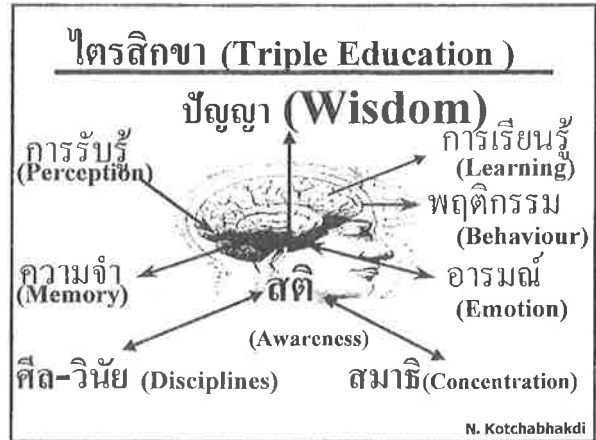 ไตรสิกขา (Triple Education )
ปัญญา (Wisdom)
การรับรู้
(Perception)
การเรียนรู้
(Learning)
พฤติกรรม
(Behaviour)
ความจำ
(Memory)
สติ
(Awareness)
อารมณ์
(Emotion)
ศีล-วินัย (Disciplines)
สมาธิ(Concentration)
N. Kotchabhakdi